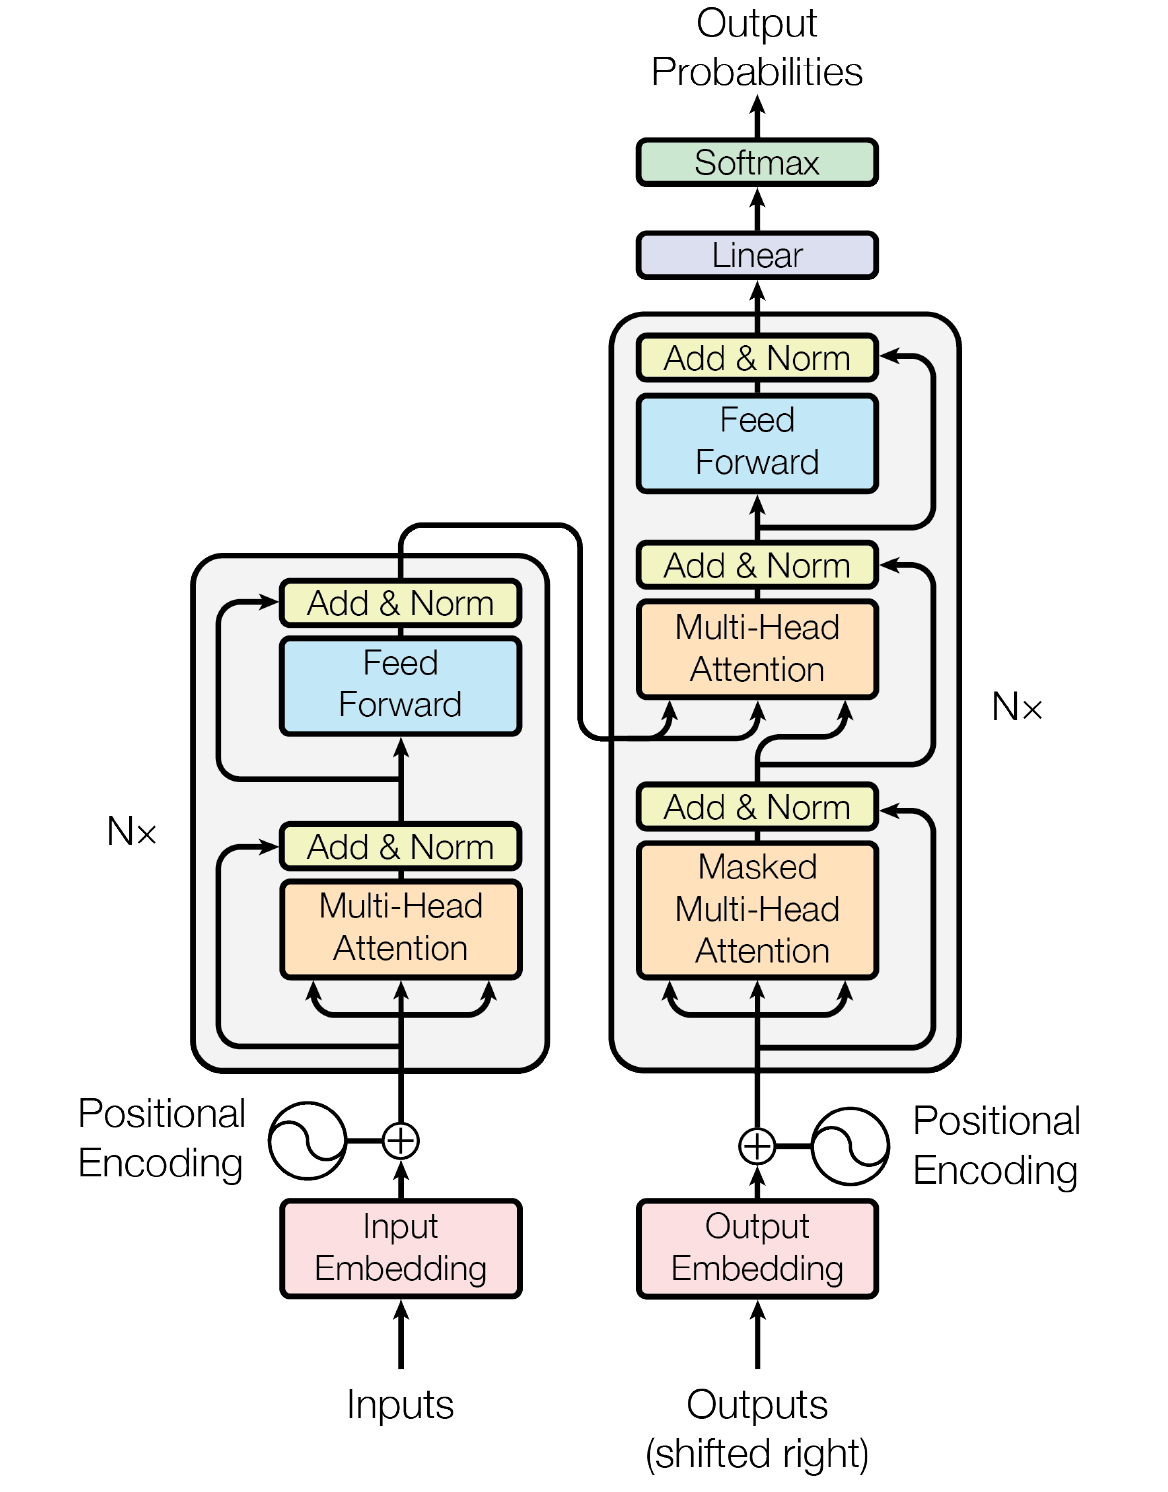 Output
Probabilities
Softmax
Linear
Add & Norm
Feed
Forward
Add & Norm
Multi-Head
Attention
Nx
Add & Norm
Masked
Multi-Head
Attention
Add & Norm
Feed
Forward
Nx
Add & Norm
Multi-Head
Attention
Positional
Encoding
Positional
Encoding
Input
Embedding
Output
Embedding
Inputs
Outputs
(shifted right)